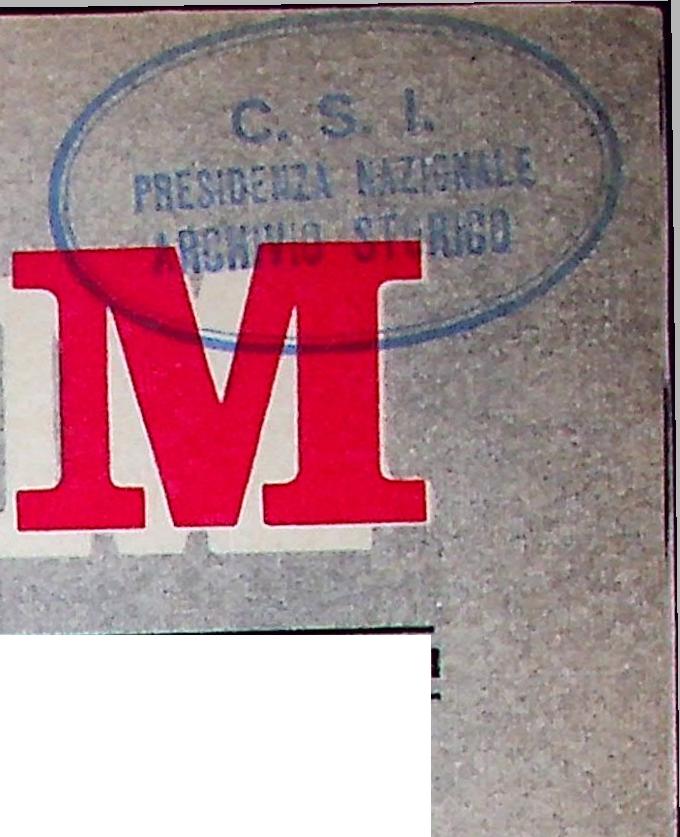 C. S. I.
PRESIDENZA NAZIONALE
ARCHIVIO STORICO
M